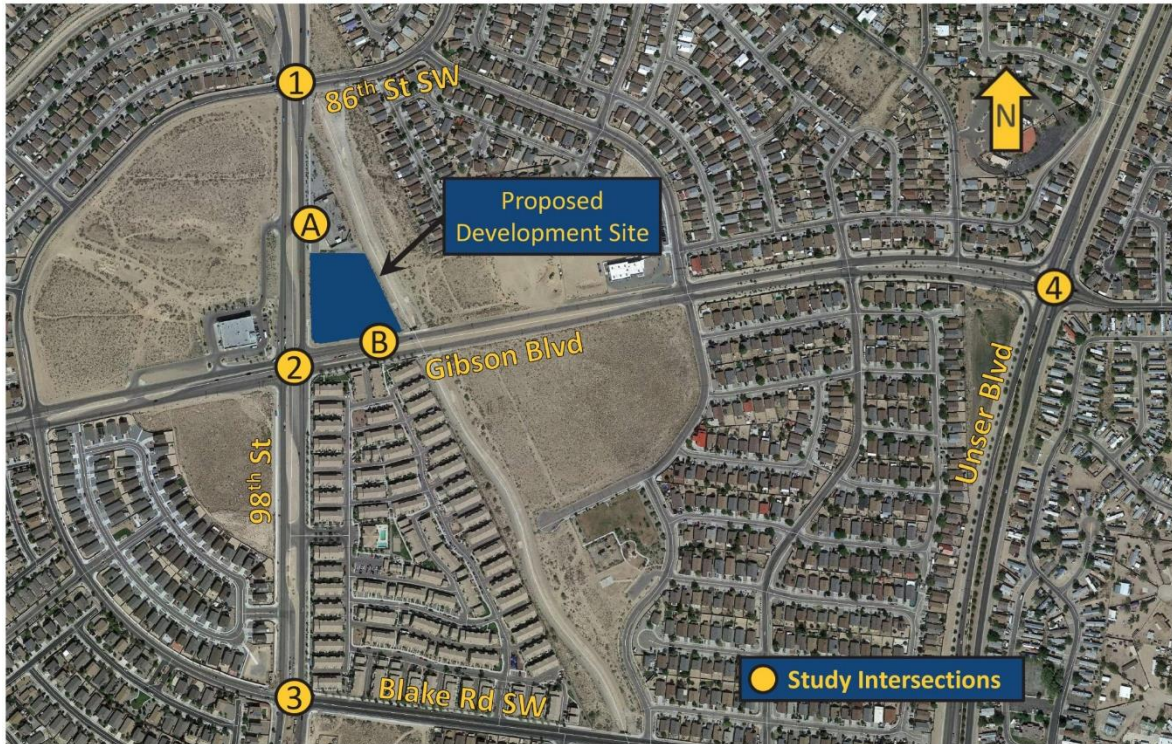 1
86th St SW
N
A
Proposed
Development Site
4
B
2
Gibson Blvd
Unser Blvd
98th St
3
Blake Rd SW
Study Intersections